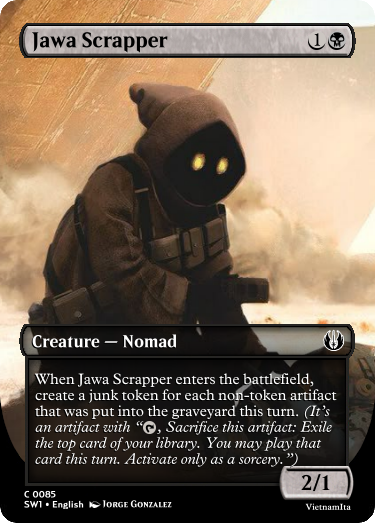 Jawa Scrapper 1
Creature — Nomad
When Jawa Scrapper enters the battlefield,
create a junk token for each non-token artifact
that was put into the graveyard this turn. (It's
an artifact with “, Sacrifice this artifact: Exile
the top card of your library. You may play that
card this turn. Activate only as a sorcery.”)
2/1
C 0085
SW1 • English Jorge Gonzalez
VietnamIta